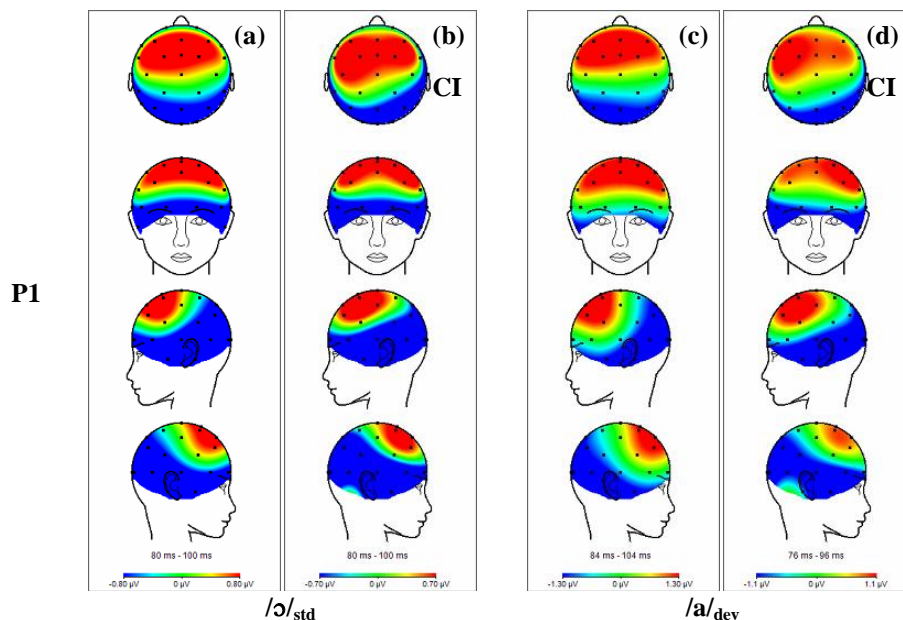 (a) (b) (c) (d)
CI CI
P1
80 ms - 100 ms 80 ms - 100 ms 84 ms - 104 ms 76 ms - 96 ms
-0.80 µV 0 µV 0.80 µV -0.70 µV 0 µV 0.70 µV -1.30 µV 0 µV 1.30 µV -1.1 µV 0 µV 1.1 µV
/ɔ/std /a/dev